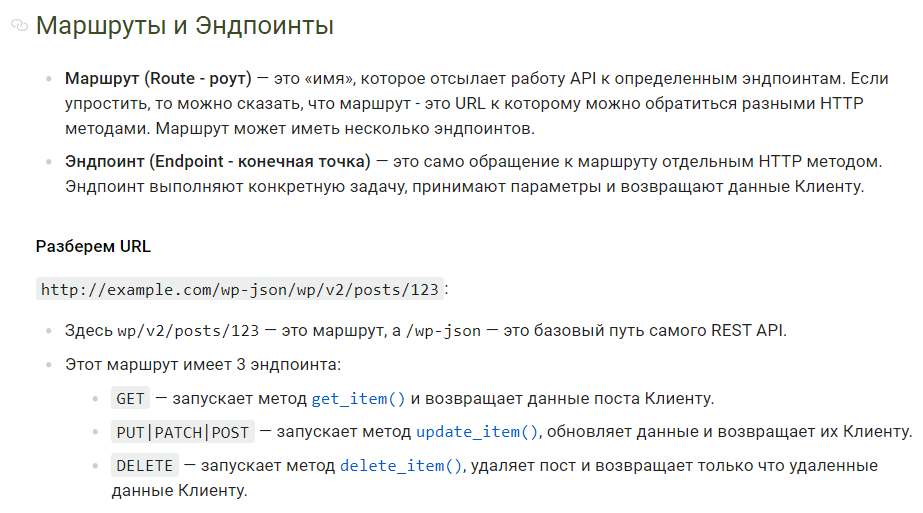 Маршруты и Эндпоинты
Маршрут (Route - роут) — это «имя», которое отсылает работу API к определенным эндпоинтам. Если
упростить, то можно сказать, что маршрут - это URL к которому можно обратиться разными HTTP
методами. Маршрут может иметь несколько эндпоинтов.
Эндпоинт (Endpoint - конечная точка) — это само обращение к маршруту отдельным HTTP методом.
Эндпоинт выполняют конкретную задачу, принимают параметры и возвращают данные Клиенту.
Разберем URL
http://example.com/wp-json/wp/v2/posts/123:
Здесь wp/v2/posts/123 — это маршрут, а /wp-json — это базовый путь самого REST API.
Этот маршрут имеет 3 эндпоинта:
GET — запускает метод get_item() и возвращает данные поста Клиенту.
PUT|PATCH|POST — запускает метод update_item(), обновляет данные и возвращает их Клиенту.
DELETE — запускает метод delete_item(), удаляет пост и возвращает только что удаленные
данные Клиенту.